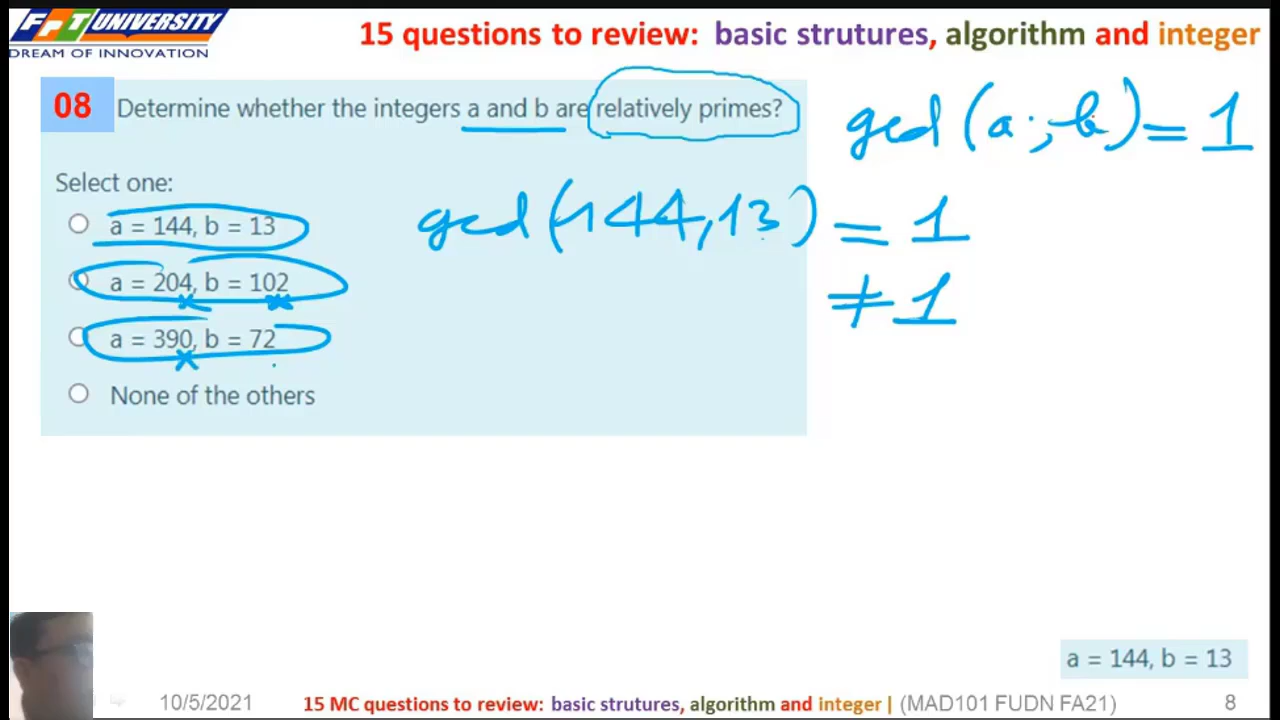 FPT UNIVERSITY
DREAM OF INNOVATION
15 questions to review: basic strutures, algorithm and integer
08 Determine whether the integers a and b are relatively primes?
gcd(a;b)=1
Select one:
a = 144, b = 13
gcd(144,13) = 1
a = 204, b = 102
≠1
a = 390, b = 72
None of the others
a = 144, b = 13
10/5/2021
15 MC questions to review: basic strutures, algorithm and integer | (MAD101 FUDN FA21)
8